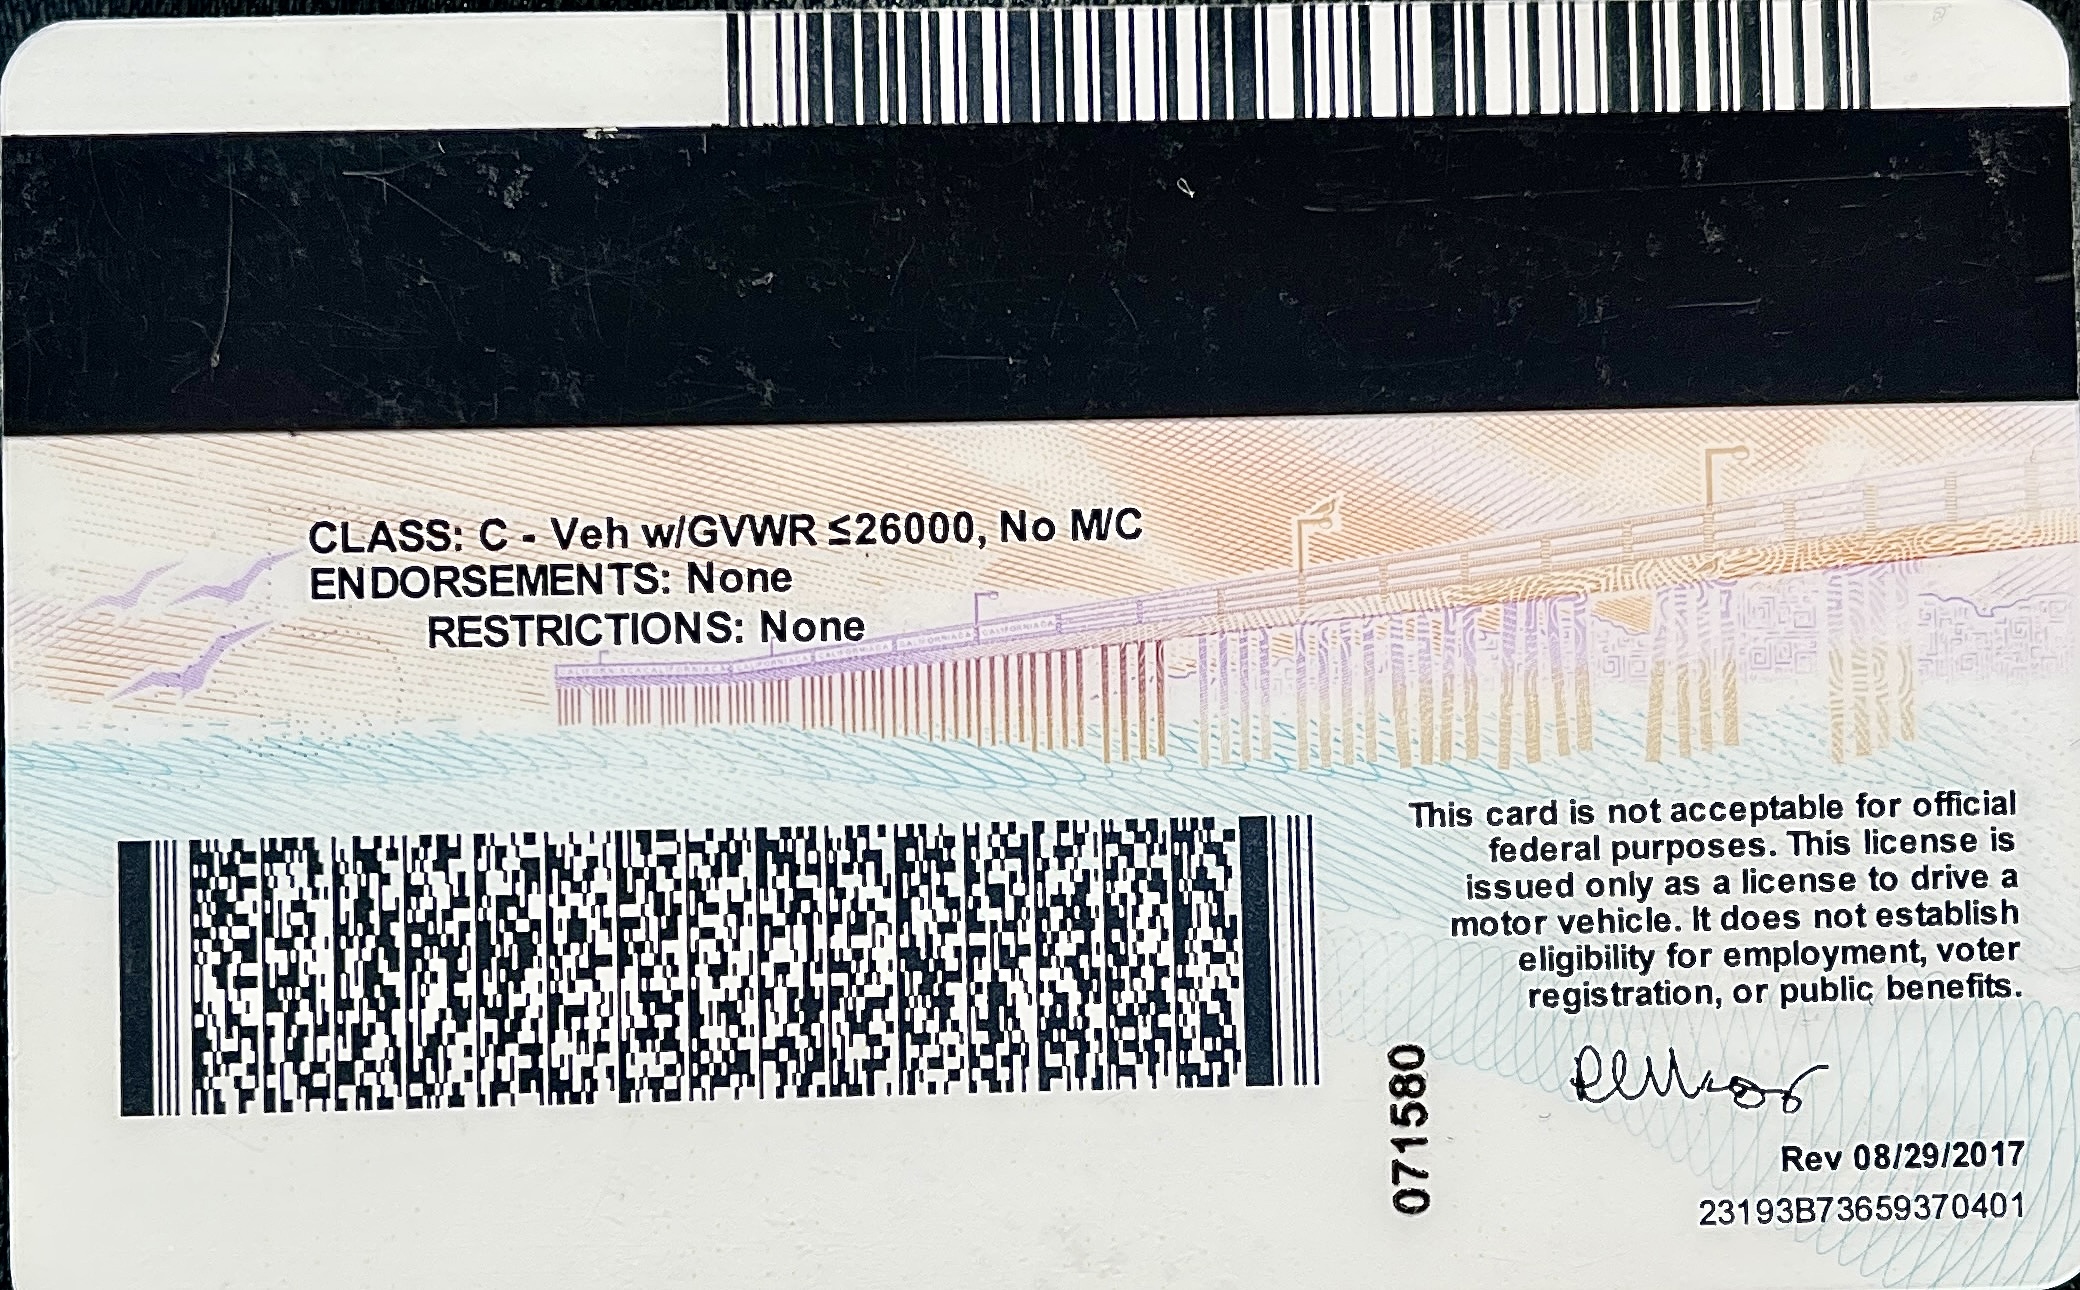 CLASS: C - Veh w/GVWR ≤26000, No M/C
ENDORSEMENTS: None
RESTRICTIONS: None
This card is not acceptable for official
federal purposes. This license is
issued only as a license to drive a
motor vehicle. It does not establish
eligibility for employment, voter
registration, or public benefits.
071580
Rev 08/29/2017
23193B73659370401